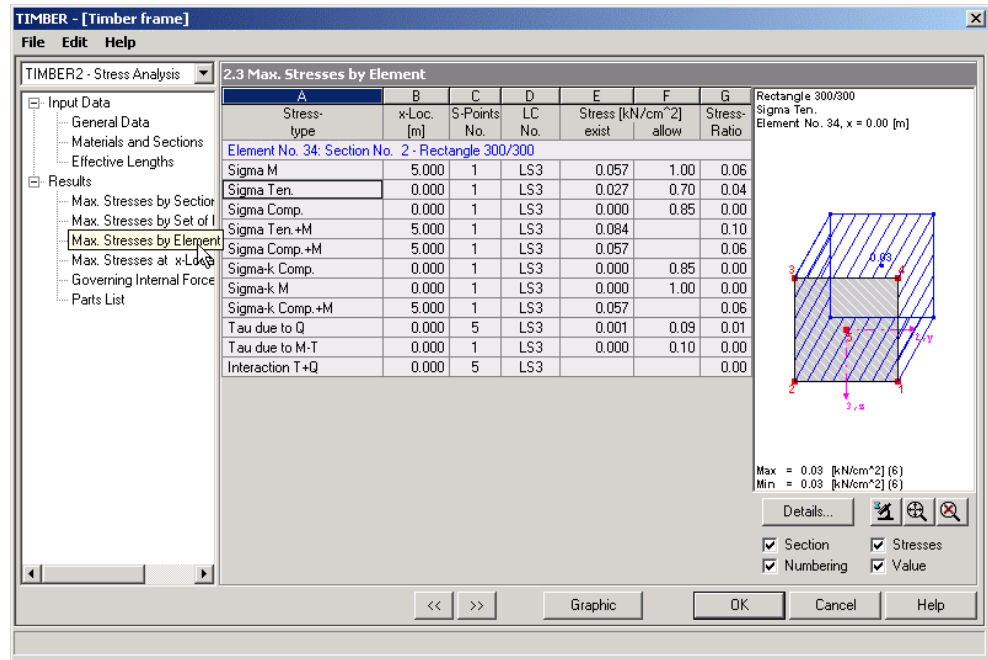 TIMBER - [Timber frame]
File Edit Help
TIMBER2 - Stress Analysis
Input Data
General Data
Materials and Sections
Effective Lengths
Results
Max. Stresses by Section
Max. Stresses by Set of
Max. Stresses by Element
Max. Stresses at x-Loca
Governing Internal Force
Parts List
2.3 Max. Stresses by Element
A B C D E F G
Stress- x-Loc. S-Points LC Stress [kN/cm^2] Stress-
type [m] No. No. exist allow Ratio
Element No. 34: Section No. 2 - Rectangle 300/300
Sigma M 5.000 1 LS3 0.057 1.00 0.06
Sigma Ten. 0.000 1 LS3 0.027 0.70 0.04
Sigma Comp. 0.000 1 LS3 0.000 0.85 0.00
Sigma Ten.+M 5.000 1 LS3 0.084 0.10
Sigma Comp.+M 5.000 1 LS3 0.057 0.06
Sigma-k Comp. 0.000 1 LS3 0.000 0.85 0.00
Sigma-k M 0.000 1 LS3 0.000 1.00 0.00
Sigma-k Comp.+M 5.000 1 LS3 0.057 0.06
Tau due to Q 0.000 5 LS3 0.001 0.09 0.01
Tau due to M-T 0.000 1 LS3 0.000 0.10 0.00
Interaction T+Q 0.000 5 LS3 0.00
Rectangle 300/300
Sigma Ten.
Element No. 34, x = 0.00 [m]
0.03
3 4
5
2,y
2 1
3,z
Max = 0.03 [kN/cm^2] (6)
Min = 0.03 [kN/cm^2] (6)
Details...
Section Stresses
Numbering Value
<< >> Graphic OK Cancel Help